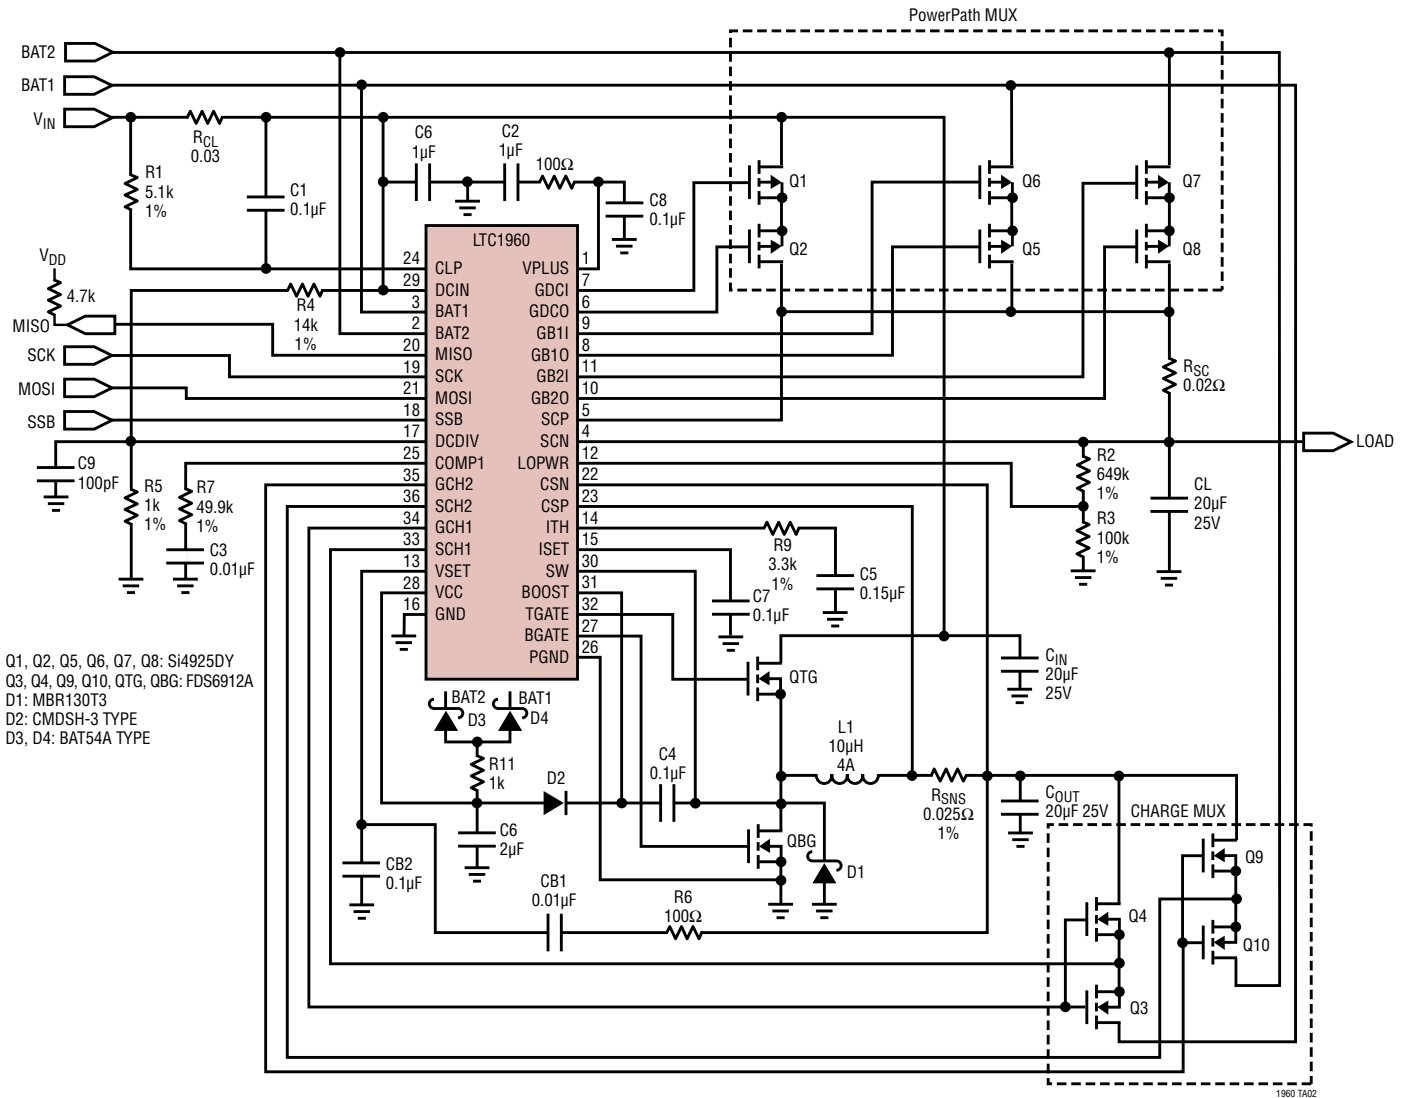 PowerPath MUX
BAT2
BAT1
VIN
RCL
0.03
R1
5.1k
1%
C1
0.1µF
C6
1µF
C2
1µF
100Ω
C8
0.1µF
Q1
Q2
Q6
Q5
Q7
Q8
VDD
4.7k
MISO
SCK
MOSI
SSB
R4
14k
1%
LTC1960
24 CLP
29 DCIN
3 BAT1
2 BAT2
20 MISO
19 SCK
21 MOSI
18 SSB
17 DCDIV
25 COMP1
35 GCH2
36 SCH2
34 GCH1
33 SCH1
13 VSET
28 VCC
16 GND
VPLUS 1
GDCI 7
GDCO 6
GB1I 9
GB1O 8
GB2I 11
GB2O 10
SCP 5
SCN 4
LOPWR 12
CSN 22
CSP 23
ITH 14
ISET 15
SW 30
BOOST 31
TGATE 32
BGATE 27
PGND 26
RSC
0.02Ω
LOAD
C9
100pF
R5
1k
1%
R7
49.9k
1%
C3
0.01µF
R2
649k
1%
R3
100k
1%
CL
20µF
25V
R9
3.3k
1%
C5
0.15µF
C7
0.1µF
Q1, Q2, Q5, Q6, Q7, Q8: Si4925DY
Q3, Q4, Q9, Q10, QTG, QBG: FDS6912A
D1: MBR130T3
D2: CMDSH-3 TYPE
D3, D4: BAT54A TYPE
QTG
CIN
20µF
25V
BAT2
D3
BAT1
D4
R11
1k
D2
C4
0.1µF
L1
10µH
4A
RSNS
0.025Ω
1%
COUT
20µF 25V
CHARGE MUX
C6
2µF
QBG
D1
CB2
0.1µF
CB1
0.01µF
R6
100Ω
Q9
Q4
Q10
Q3
1960 TA02